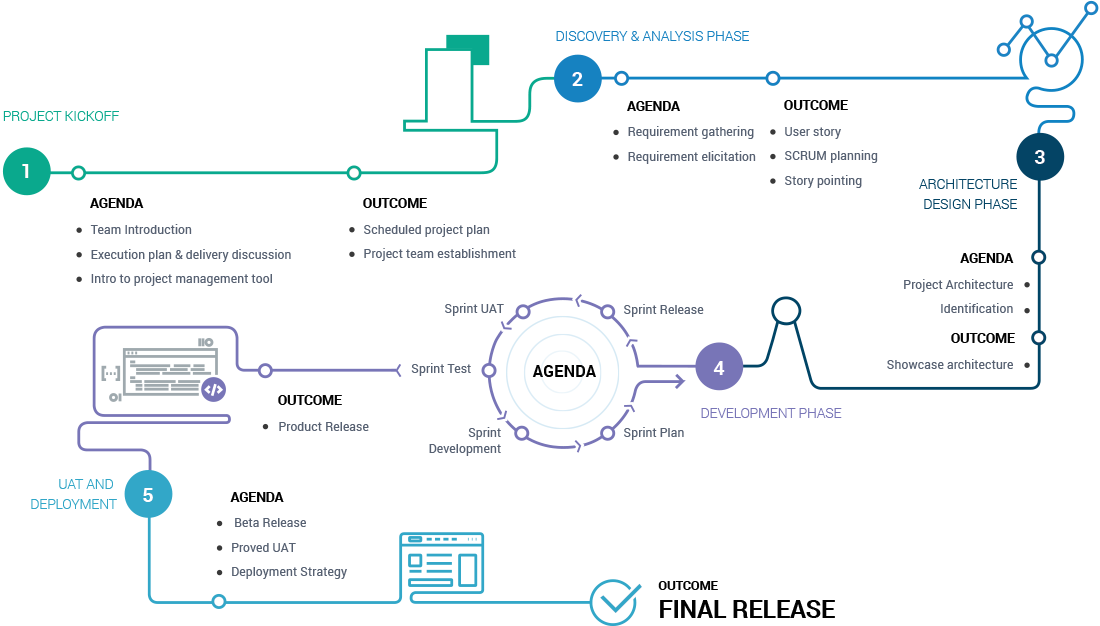 PROJECT KICKOFF
1
AGENDA
Team Introduction
Execution plan & delivery discussion
Intro to project management tool
OUTCOME
Scheduled project plan
Project team establishment
DISCOVERY & ANALYSIS PHASE
2
AGENDA
Requirement gathering
Requirement elicitation
OUTCOME
User story
SCRUM planning
Story pointing
3
ARCHITECTURE
DESIGN PHASE
AGENDA
Project Architecture
Identification
OUTCOME
Showcase architecture
4
DEVELOPMENT PHASE
AGENDA
Sprint Plan
Sprint
Development
Sprint Test
Sprint UAT
Sprint Release
OUTCOME
Product Release
5
UAT AND
DEPLOYMENT
AGENDA
Beta Release
Proved UAT
Deployment Strategy
OUTCOME
FINAL RELEASE